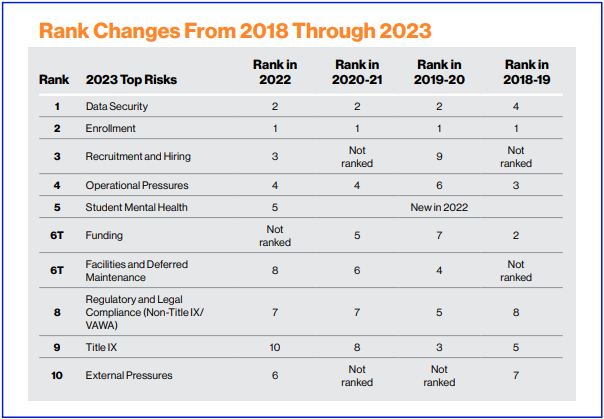 Rank Changes From 2018 Through 2023
Rank 2023 Top Risks Rank in 2022 Rank in 2020-21 Rank in 2019-20 Rank in 2018-19
1 Data Security 2 2 2 4
2 Enrollment 1 1 1 1
3 Recruitment and Hiring 3 Not ranked 9 Not ranked
4 Operational Pressures 4 4 6 3
5 Student Mental Health 5 New in 2022
6T Funding Not ranked 5 7 2
6T Facilities and Deferred Maintenance 8 6 4 Not ranked
8 Regulatory and Legal Compliance (Non-Title IX/ VAWA) 7 7 5 8
9 Title IX 10 8 3 5
10 External Pressures 6 Not ranked Not ranked 7